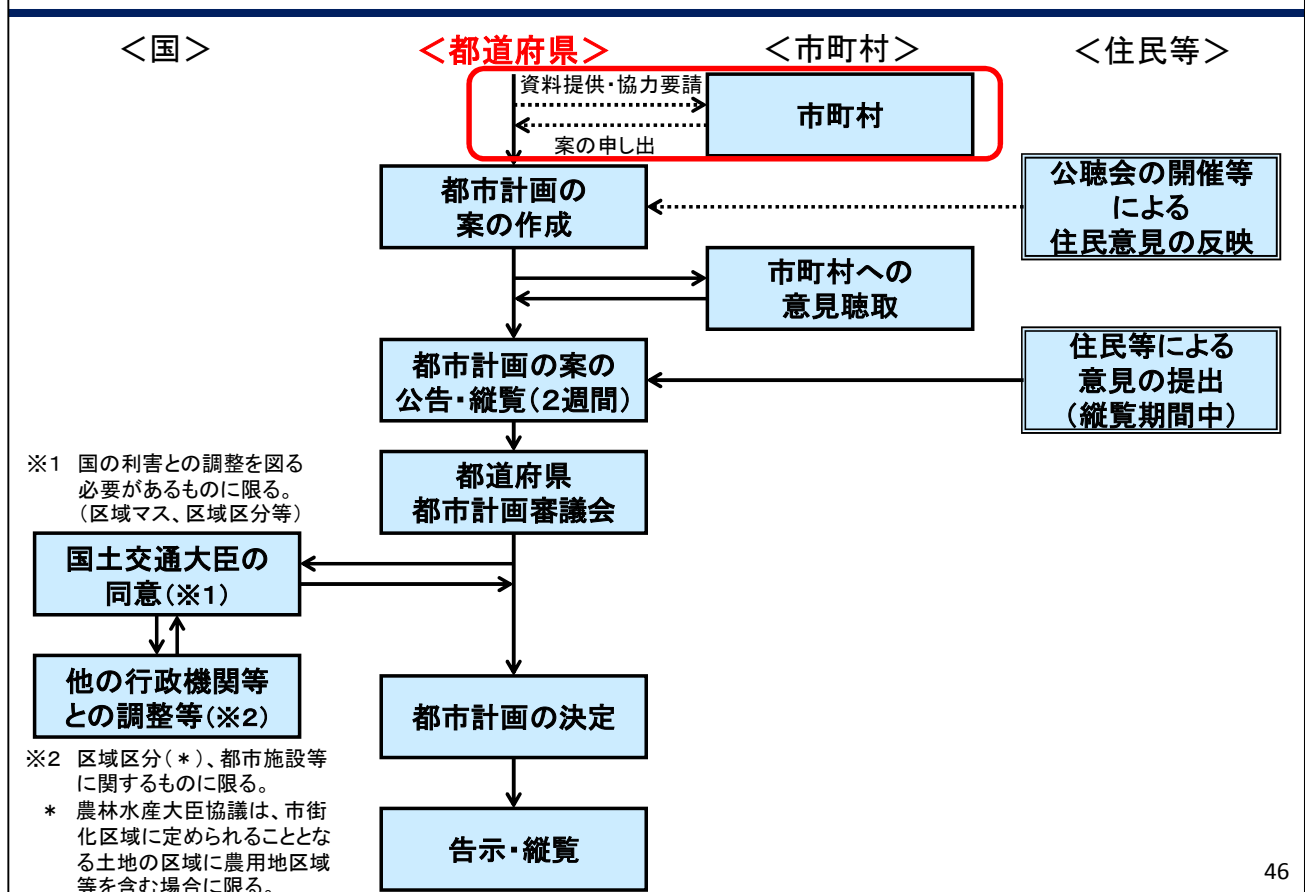 ＜国＞
＜都道府県＞
＜市町村＞
＜住民等＞
資料提供・協力要請
市町村
案の申し出
都市計画の
案の作成
公聴会の開催等
による
住民意見の反映
市町村への
意見聴取
都市計画の案の
公告・縦覧（２週間）
住民等による
意見の提出
（縦覧期間中）
※１ 国の利害との調整を図る
必要があるものに限る。
（区域マス、区域区分等）
都道府県
都市計画審議会
国土交通大臣の
同意（※１）
他の行政機関等
との調整等（※２）
都市計画の決定
※２ 区域区分（＊）、都市施設等
に関するものに限る。
＊ 農林水産大臣協議は、市街
化区域に定められることとな
る土地の区域に農用地区域
等を含む場合に限る。
告示・縦覧
46